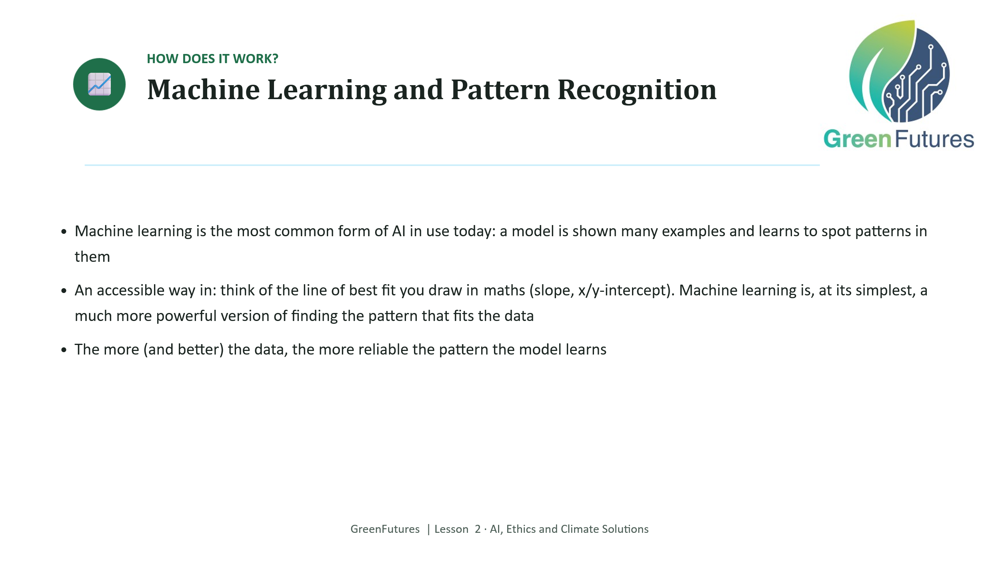 HOW DOES IT WORK?
Machine Learning and Pattern Recognition
GreenFutures
• Machine learning is the most common form of AI in use today: a model is shown many examples and learns to spot patterns in
them
• An accessible way in: think of the line of best fit you draw in maths (slope, x/y-intercept). Machine learning is, at its simplest, a
much more powerful version of finding the pattern that fits the data
• The more (and better) the data, the more reliable the pattern the model learns
GreenFutures | Lesson 2 · AI, Ethics and Climate Solutions